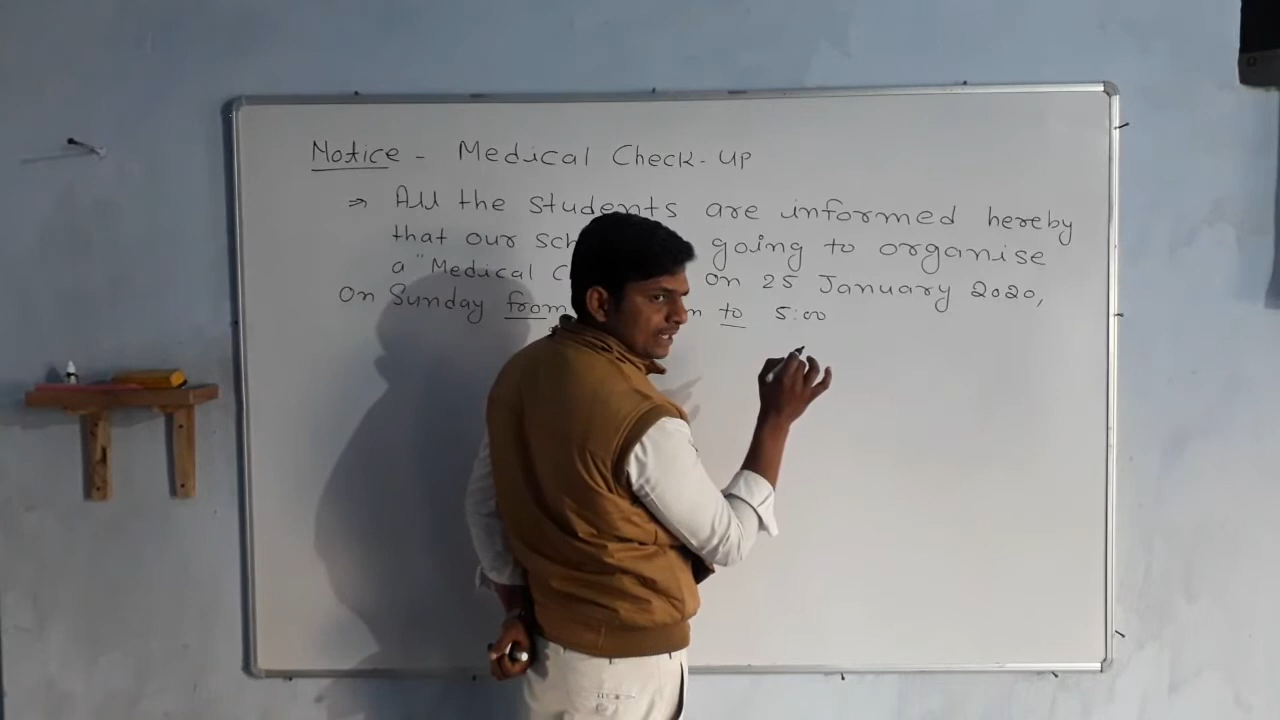 Notice - Medical Check-up
⇒ All the students are informed hereby
that our going to organise
a "Medical on 25 January 2020,
On Sunday from to 5:00